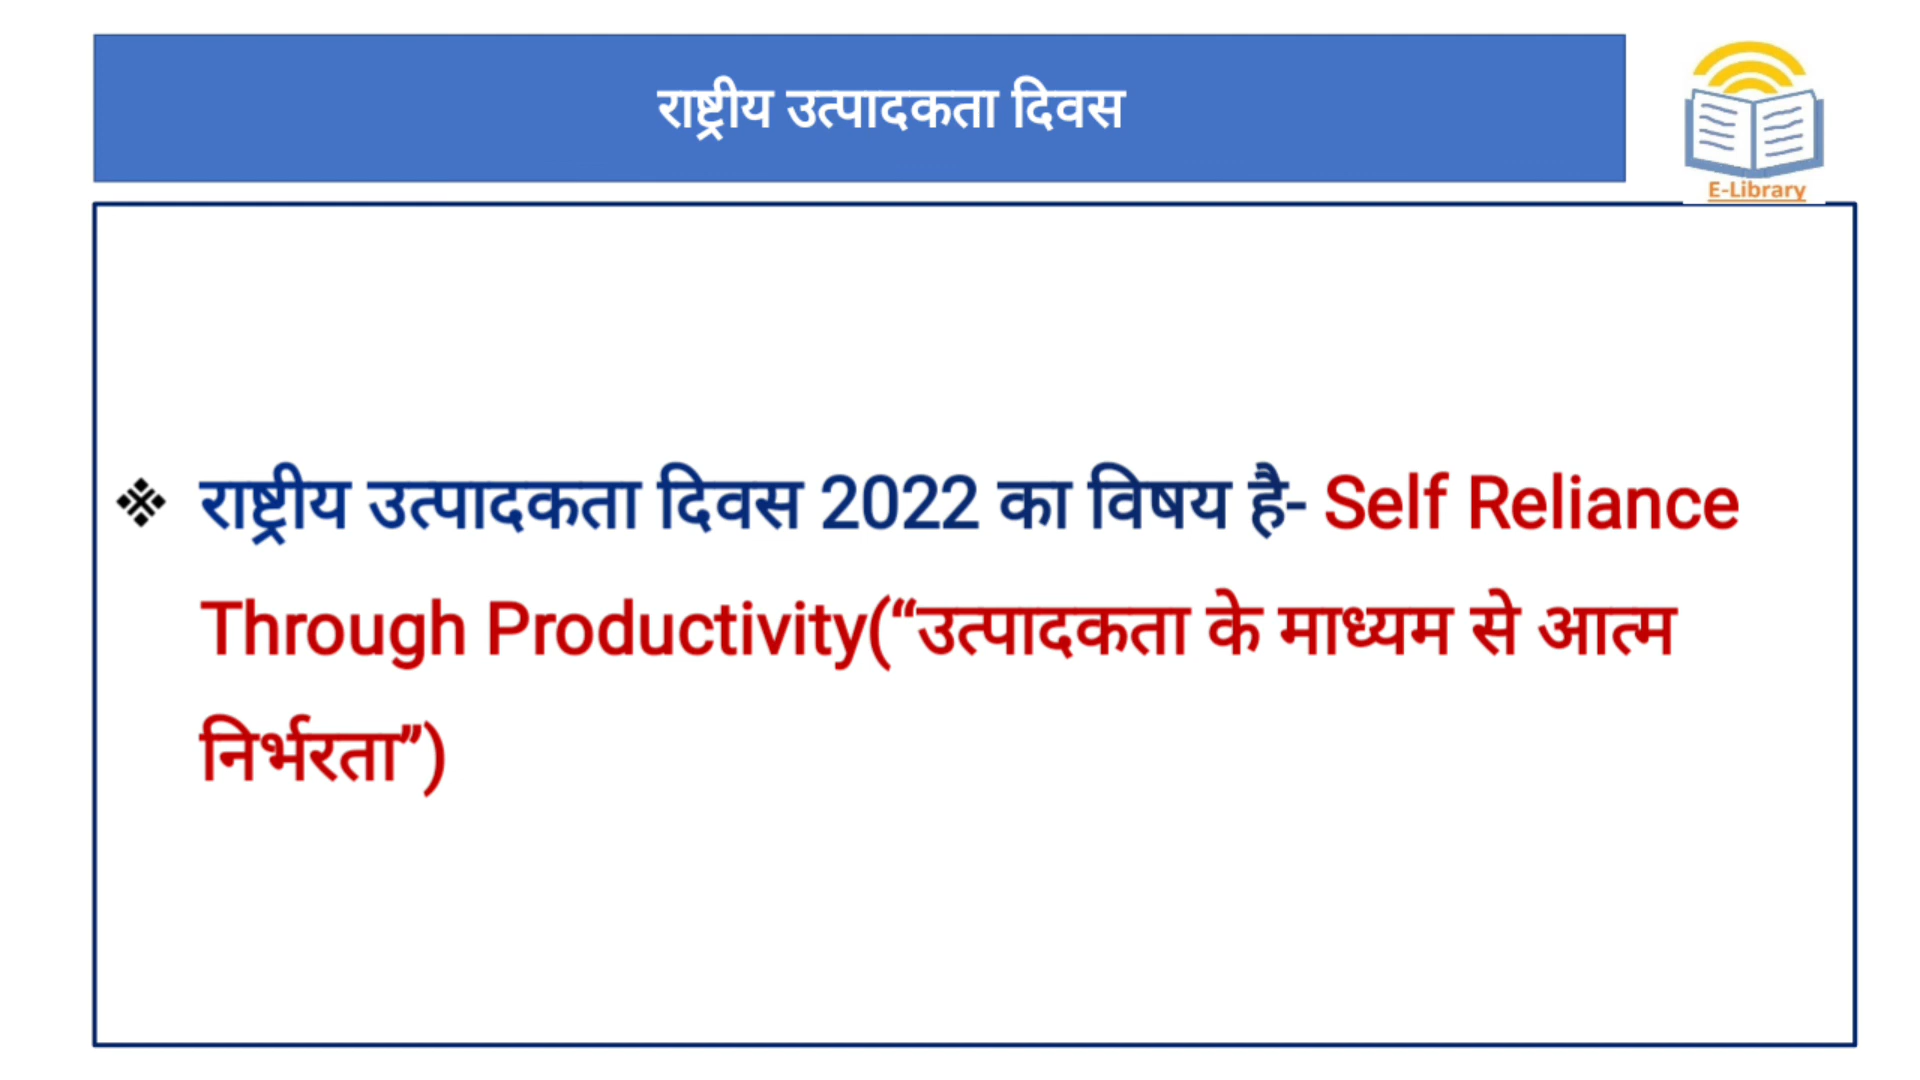 राष्ट्रीय उत्पादकता दिवस
E-Library
❖ राष्ट्रीय उत्पादकता दिवस 2022 का विषय है- Self Reliance
Through Productivity(“उत्पादकता के माध्यम से आत्म
निर्भरता”)